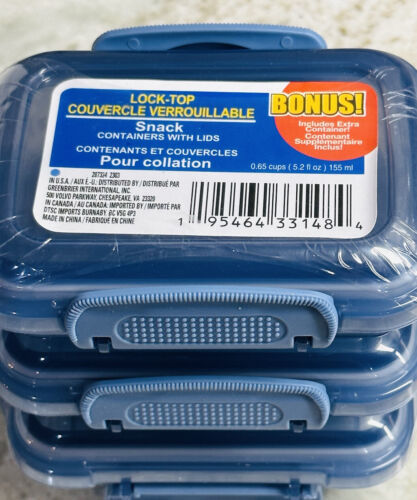 LOCK-TOP
COUVERCLE VERROUILLABLE
Snack
CONTAINERS WITH LIDS
CONTENANTS ET COUVERCLES
Pour collation
BONUS!
Includes Extra
Container!
Contenant
Supplémentaire
Inclus!
0.65 cups ( 5.2 fl oz ) 155 ml
207334 2303
IN U.S.A. / AUX É.-U.: DISTRIBUTED BY / DISTRIBUÉ PAR
GREENBRIER INTERNATIONAL, INC.
500 VOLVO PARKWAY, CHESAPEAKE, VA 23320
IN CANADA / AU CANADA: IMPORTED BY / IMPORTÉ PAR
DTSC IMPORTS BURNABY, BC V5G 4P3
MADE IN CHINA / FABRIQUÉ EN CHINE
1 95464 33148 4